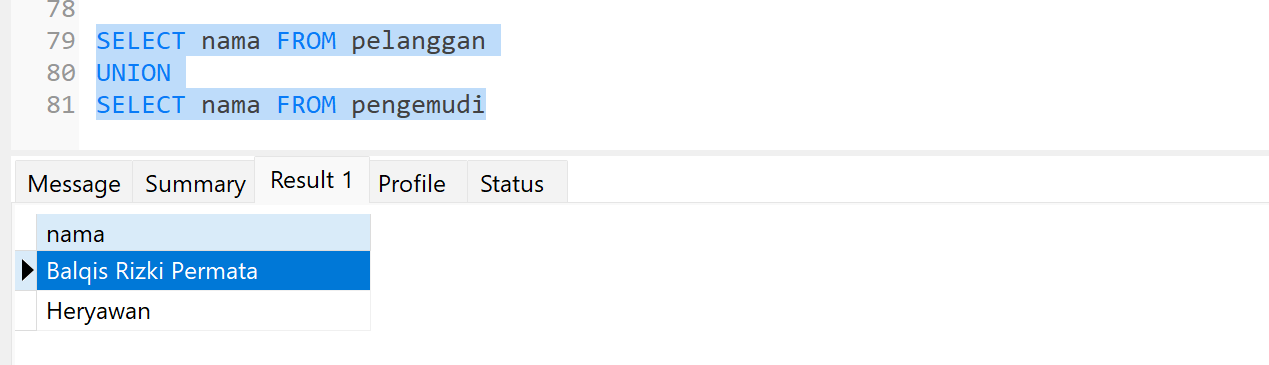 78
79 SELECT nama FROM pelanggan
80 UNION
81 SELECT nama FROM pengemudi
Message Summary Result 1 Profile Status
nama
Balqis Rizki Permata
Heryawan